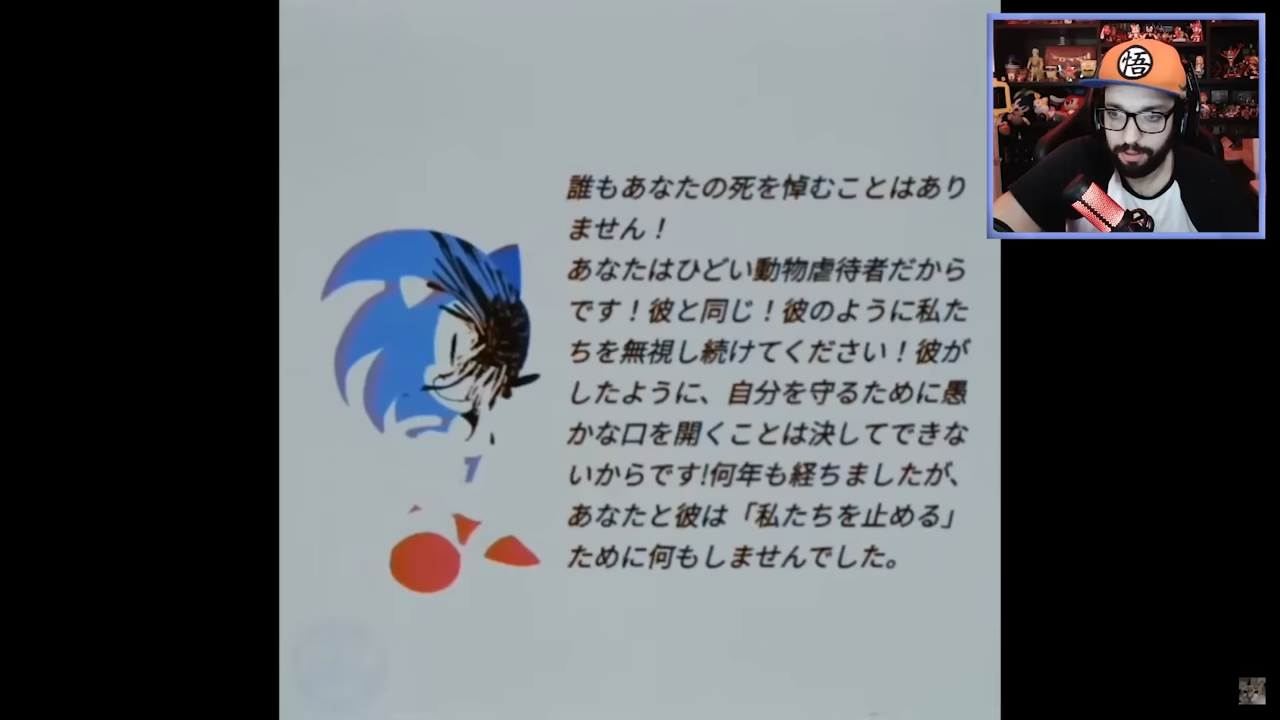 悟
誰もあなたの死を悼むことはあり
ません！
あなたはひどい動物虐待者だから
です！彼と同じ！彼のように私た
ちを無視し続けてください！彼が
したように、自分を守るために愚
かな口を開くことは決してできな
いからです!何年も経ちましたが、
あなたと彼は「私たちを止める」
ために何もしませんでした。
1